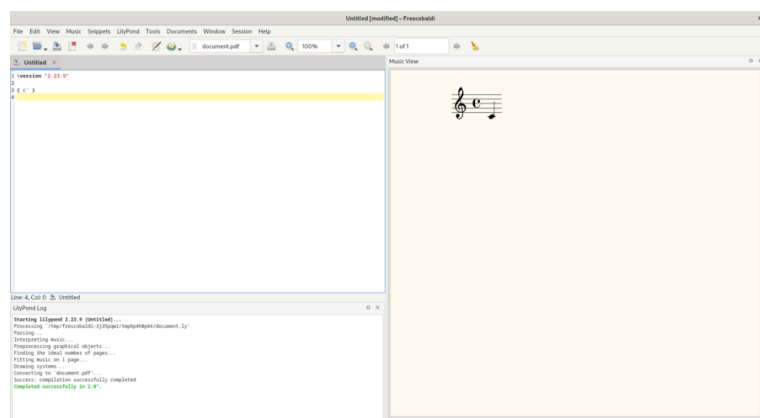 Untitled [modified] – Frescobaldi
File Edit View Music Snippets LilyPond Tools Documents Window Session Help
document.pdf 100% 1 of 1
Untitled
Music View
1 \version "2.23.9"
2
3 { c' }
4
Line: 4, Col: 0 Untitled
LilyPond Log
Starting lilypond 2.23.9 [Untitled]...
Processing `/tmp/frescobaldi-
Parsing...
Interpreting music...
Preprocessing graphical objects...
Finding the ideal number of pages...
Fitting music on 1 page...
Drawing systems...
Converting to `document.pdf'...
Success: compilation successfully completed
Completed successfully in 2.0".